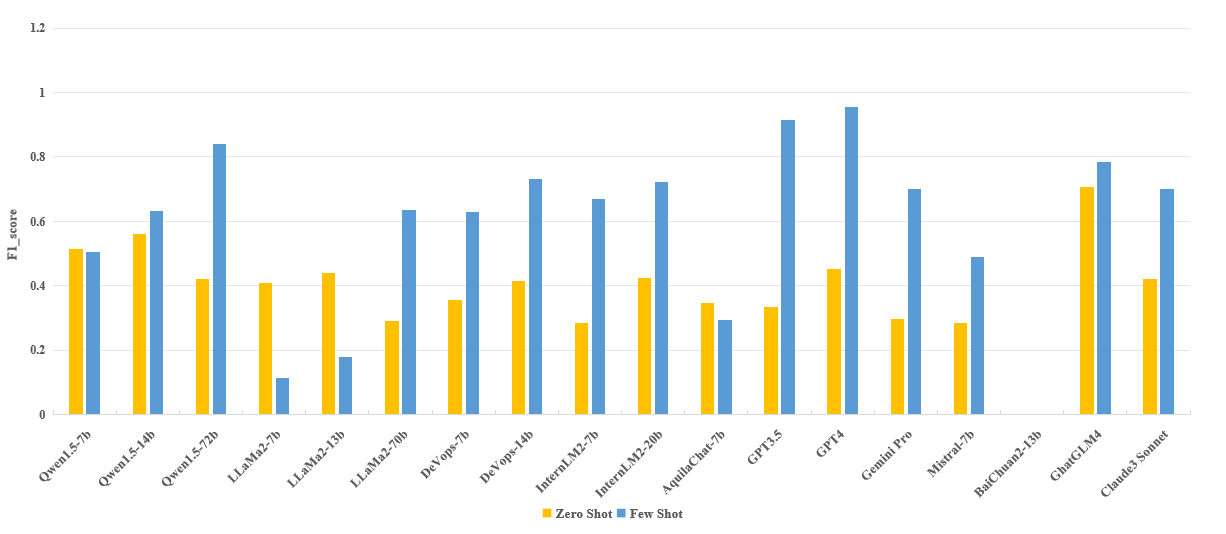 1.2
1
0.8
0.6
0.4
0.2
0
F1_score
Qwen1.5-7b
Qwen1.5-14b
Qwen1.5-72b
LLaMa2-7b
LLaMa2-13b
LLaMa2-70b
DeVops-7b
DeVops-14b
InternLM2-7b
InternLM2-20b
AquilaChat-7b
GPT3.5
GPT4
Gemini Pro
Mistral-7b
BaiChuan2-13b
GhatGLM4
Claude3 Sonnet
Zero Shot Few Shot